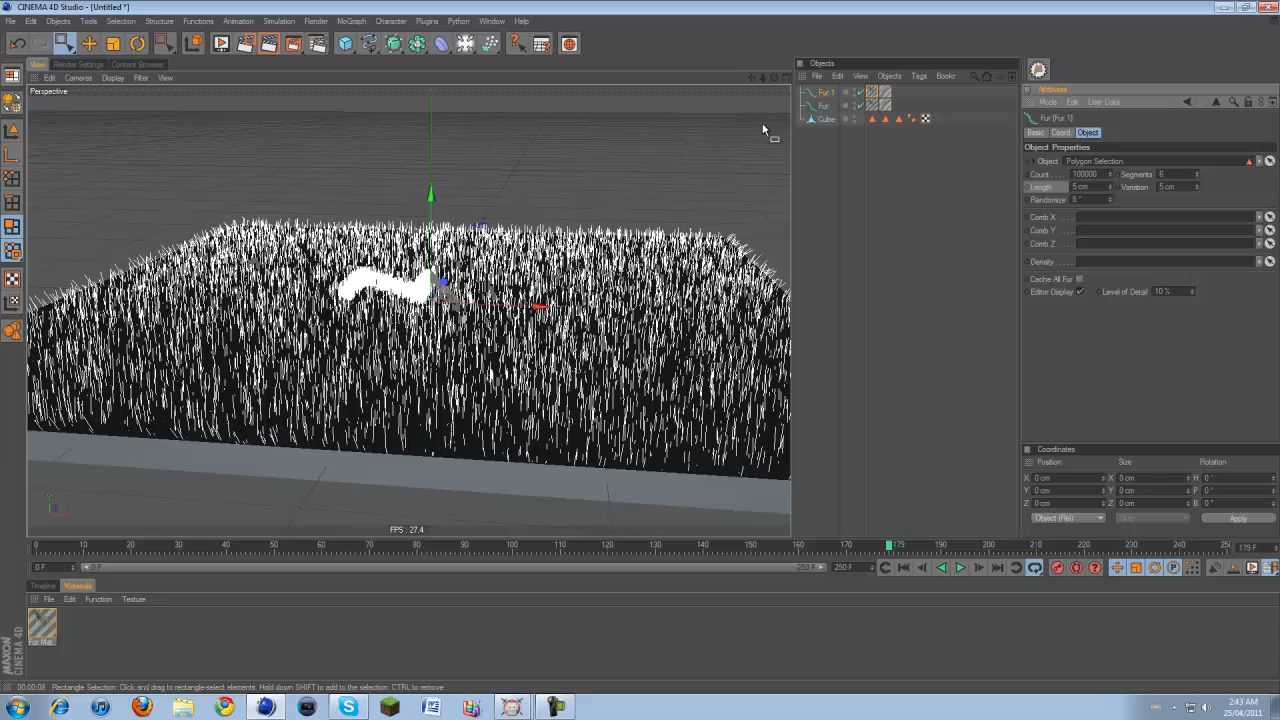 CINEMA 4D Studio - [Untitled *]
File Edit Objects Tools Selection Structure Functions Animation Simulation Render MoGraph Character Plugins Python Window Help
View Render Settings Content Browser
Edit Cameras Display Filter View
Perspective
FPS : 27.4
Objects
File Edit View Objects Tags Bookr
Fur 1
Fur
Cube
Attributes
Mode Edit User Data
Fur [Fur 1]
Basic Coord. Object
Object Properties
Object Polygon Selection
Count 100000 Segments 6
Length 5 cm Variation 5 cm
Randomize 5 °
Comb X
Comb Y
Comb Z
Density
Cache All Fur
Editor Display Level of Detail 10 %
Coordinates
Position Size Rotation
X 0 cm X 0 cm H 0 °
Y 0 cm Y 0 cm P 0 °
Z 0 cm Z 0 cm B 0 °
Object (Rel) Size Apply
0 10 20 30 40 50 60 70 80 90 100 110 120 130 140 150 160 170 179 190 200 210 220 230 240 25 179 F
0 F 0 F 250 F 250 F
Timeline Materials
File Edit Function Texture
Fur Mat
MAXON CINEMA 4D
00:00:08 Rectangle Selection: Click and drag to rectangle-select elements. Hold down SHIFT to add to the selection, CTRL to remove
2:43 AM
25/04/2011